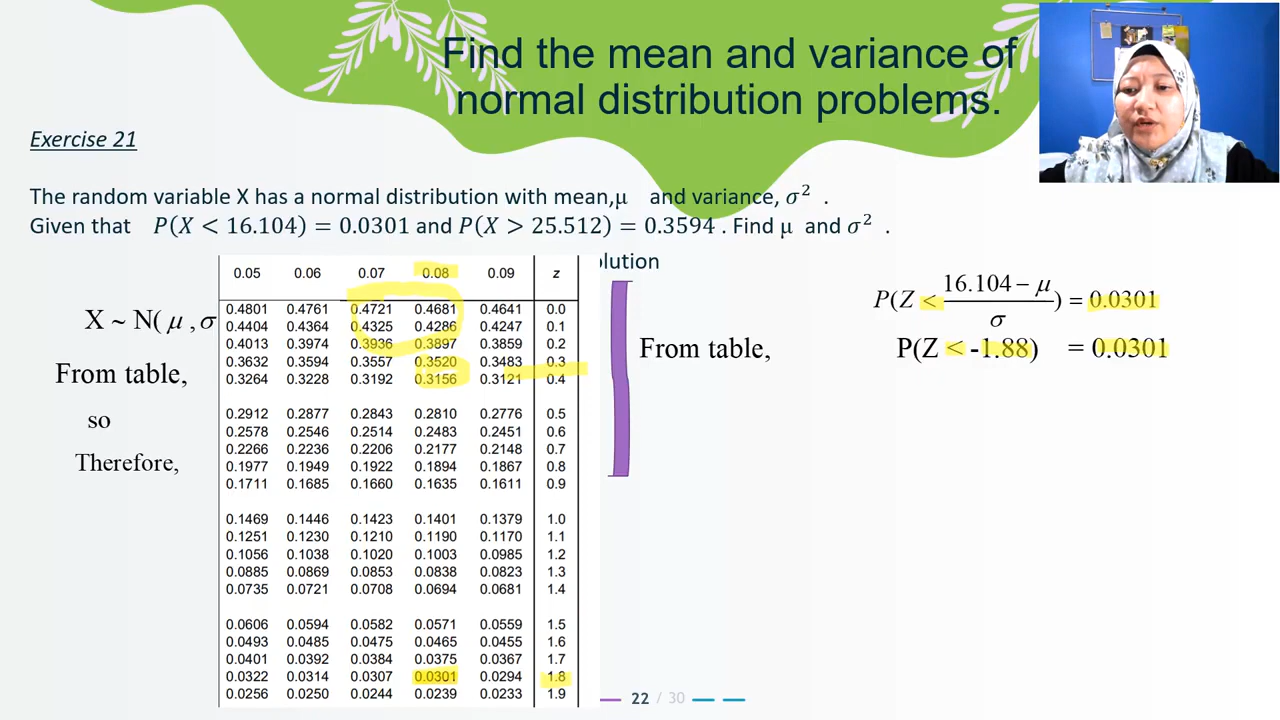 Find the mean and variance of
normal distribution problems.
Exercise 21
The random variable X has a normal distribution with mean,μ and variance, σ² .
Given that P(X < 16.104) = 0.0301 and P(X > 25.512) = 0.3594 . Find μ and σ² .
olution
X ~ N( μ , σ
From table,
so
Therefore,
0.05 0.06 0.07 0.08 0.09 z
0.4801 0.4761 0.4721 0.4681 0.4641 0.0
0.4404 0.4364 0.4325 0.4286 0.4247 0.1
0.4013 0.3974 0.3936 0.3897 0.3859 0.2
0.3632 0.3594 0.3557 0.3520 0.3483 0.3
0.3264 0.3228 0.3192 0.3156 0.3121 0.4
0.2912 0.2877 0.2843 0.2810 0.2776 0.5
0.2578 0.2546 0.2514 0.2483 0.2451 0.6
0.2266 0.2236 0.2206 0.2177 0.2148 0.7
0.1977 0.1949 0.1922 0.1894 0.1867 0.8
0.1711 0.1685 0.1660 0.1635 0.1611 0.9
0.1469 0.1446 0.1423 0.1401 0.1379 1.0
0.1251 0.1230 0.1210 0.1190 0.1170 1.1
0.1056 0.1038 0.1020 0.1003 0.0985 1.2
0.0885 0.0869 0.0853 0.0838 0.0823 1.3
0.0735 0.0721 0.0708 0.0694 0.0681 1.4
0.0606 0.0594 0.0582 0.0571 0.0559 1.5
0.0493 0.0485 0.0475 0.0465 0.0455 1.6
0.0401 0.0392 0.0384 0.0375 0.0367 1.7
0.0322 0.0314 0.0307 0.0301 0.0294 1.8
0.0256 0.0250 0.0244 0.0239 0.0233 1.9
From table,
P(Z < (16.104 − μ)/σ ) = 0.0301
P(Z < -1.88) = 0.0301
22 / 30